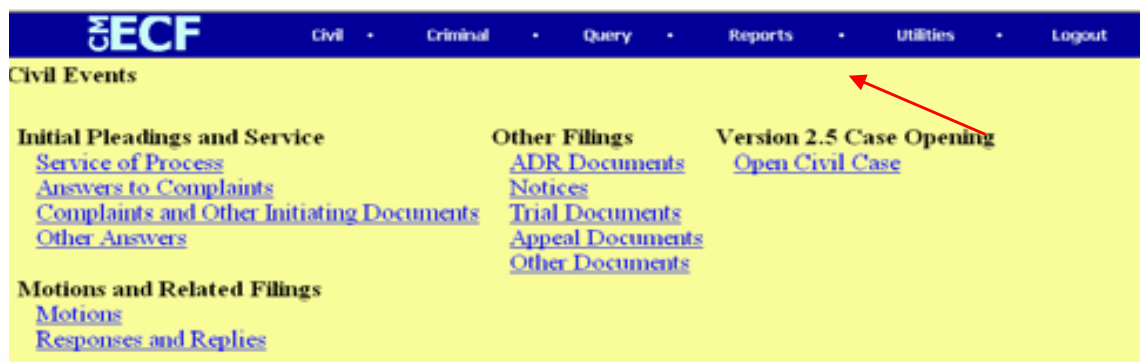 CM ECF Civil • Criminal • Query • Reports • Utilities • Logout
Civil Events
Initial Pleadings and Service
Service of Process
Answers to Complaints
Complaints and Other Initiating Documents
Other Answers
Motions and Related Filings
Motions
Responses and Replies
Other Filings
ADR Documents
Notices
Trial Documents
Appeal Documents
Other Documents
Version 2.5 Case Opening
Open Civil Case